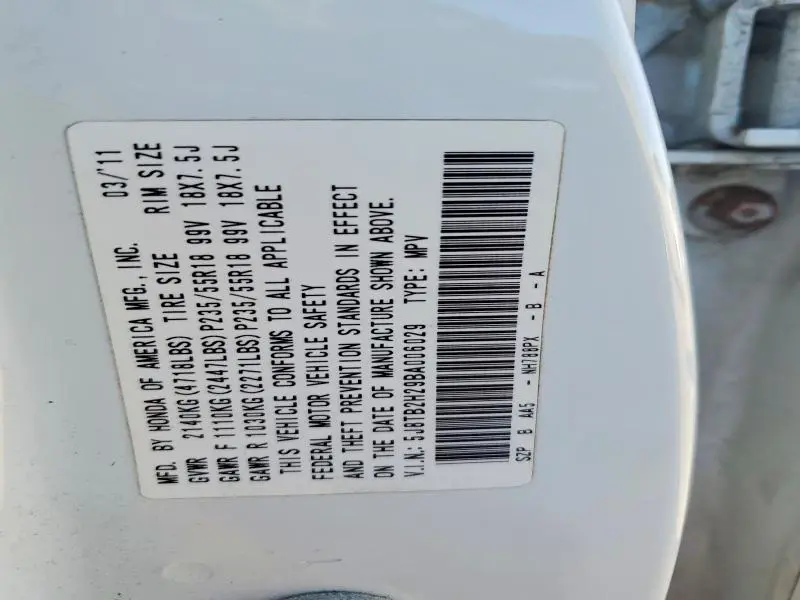 MFD. BY HONDA OF AMERICA MFG., INC. 03/'11
GVWR 2140KG(4718LBS) TIRE SIZE RIM SIZE
GAWR F 1110KG(2447LBS)P235/55R18 99V 18X7.5J
GAWR R 1030KG(2271LBS)P235/55R18 99V 18X7.5J
THIS VEHICLE CONFORMS TO ALL APPLICABLE
FEDERAL MOTOR VEHICLE SAFETY
AND THEFT PREVENTION STANDARDS IN EFFECT
ON THE DATE OF MANUFACTURE SHOWN ABOVE.
V.I.N.: 5J8TB2H29BA006029 TYPE: MPV
SZP B AA5 - NH788PX - B - A